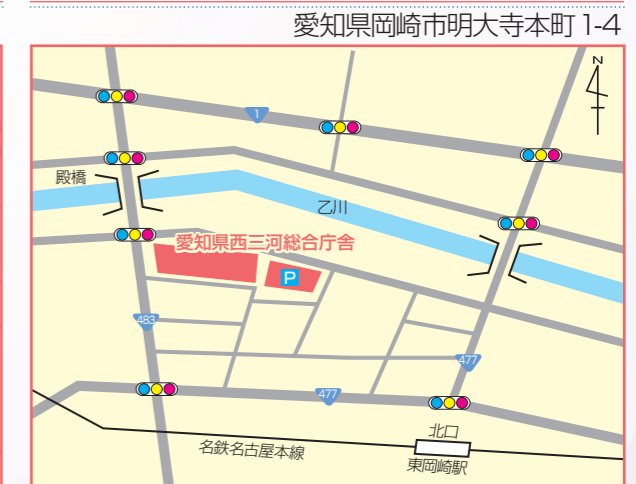 愛知県岡崎市明大寺本町1-4
N
1
殿橋
乙川
愛知県西三河総合庁舎
P
483
477
477
北口
名鉄名古屋本線
東岡崎駅